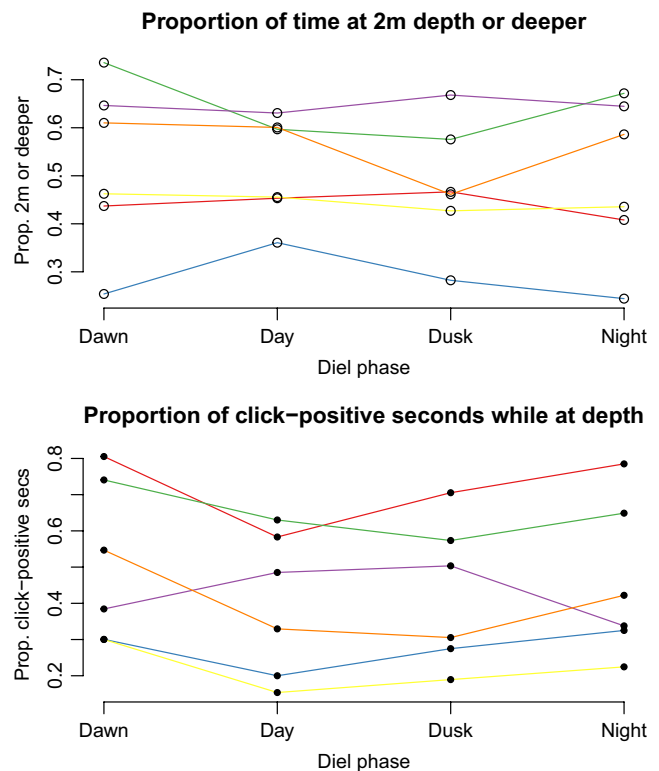 Proportion of time at 2m depth or deeper
Prop. 2m or deeper
0.7
0.6
0.5
0.4
0.3
Dawn Day Dusk Night
Diel phase
Proportion of click−positive seconds while at depth
Prop. click−positive secs
0.8
0.6
0.4
0.2
Dawn Day Dusk Night
Diel phase